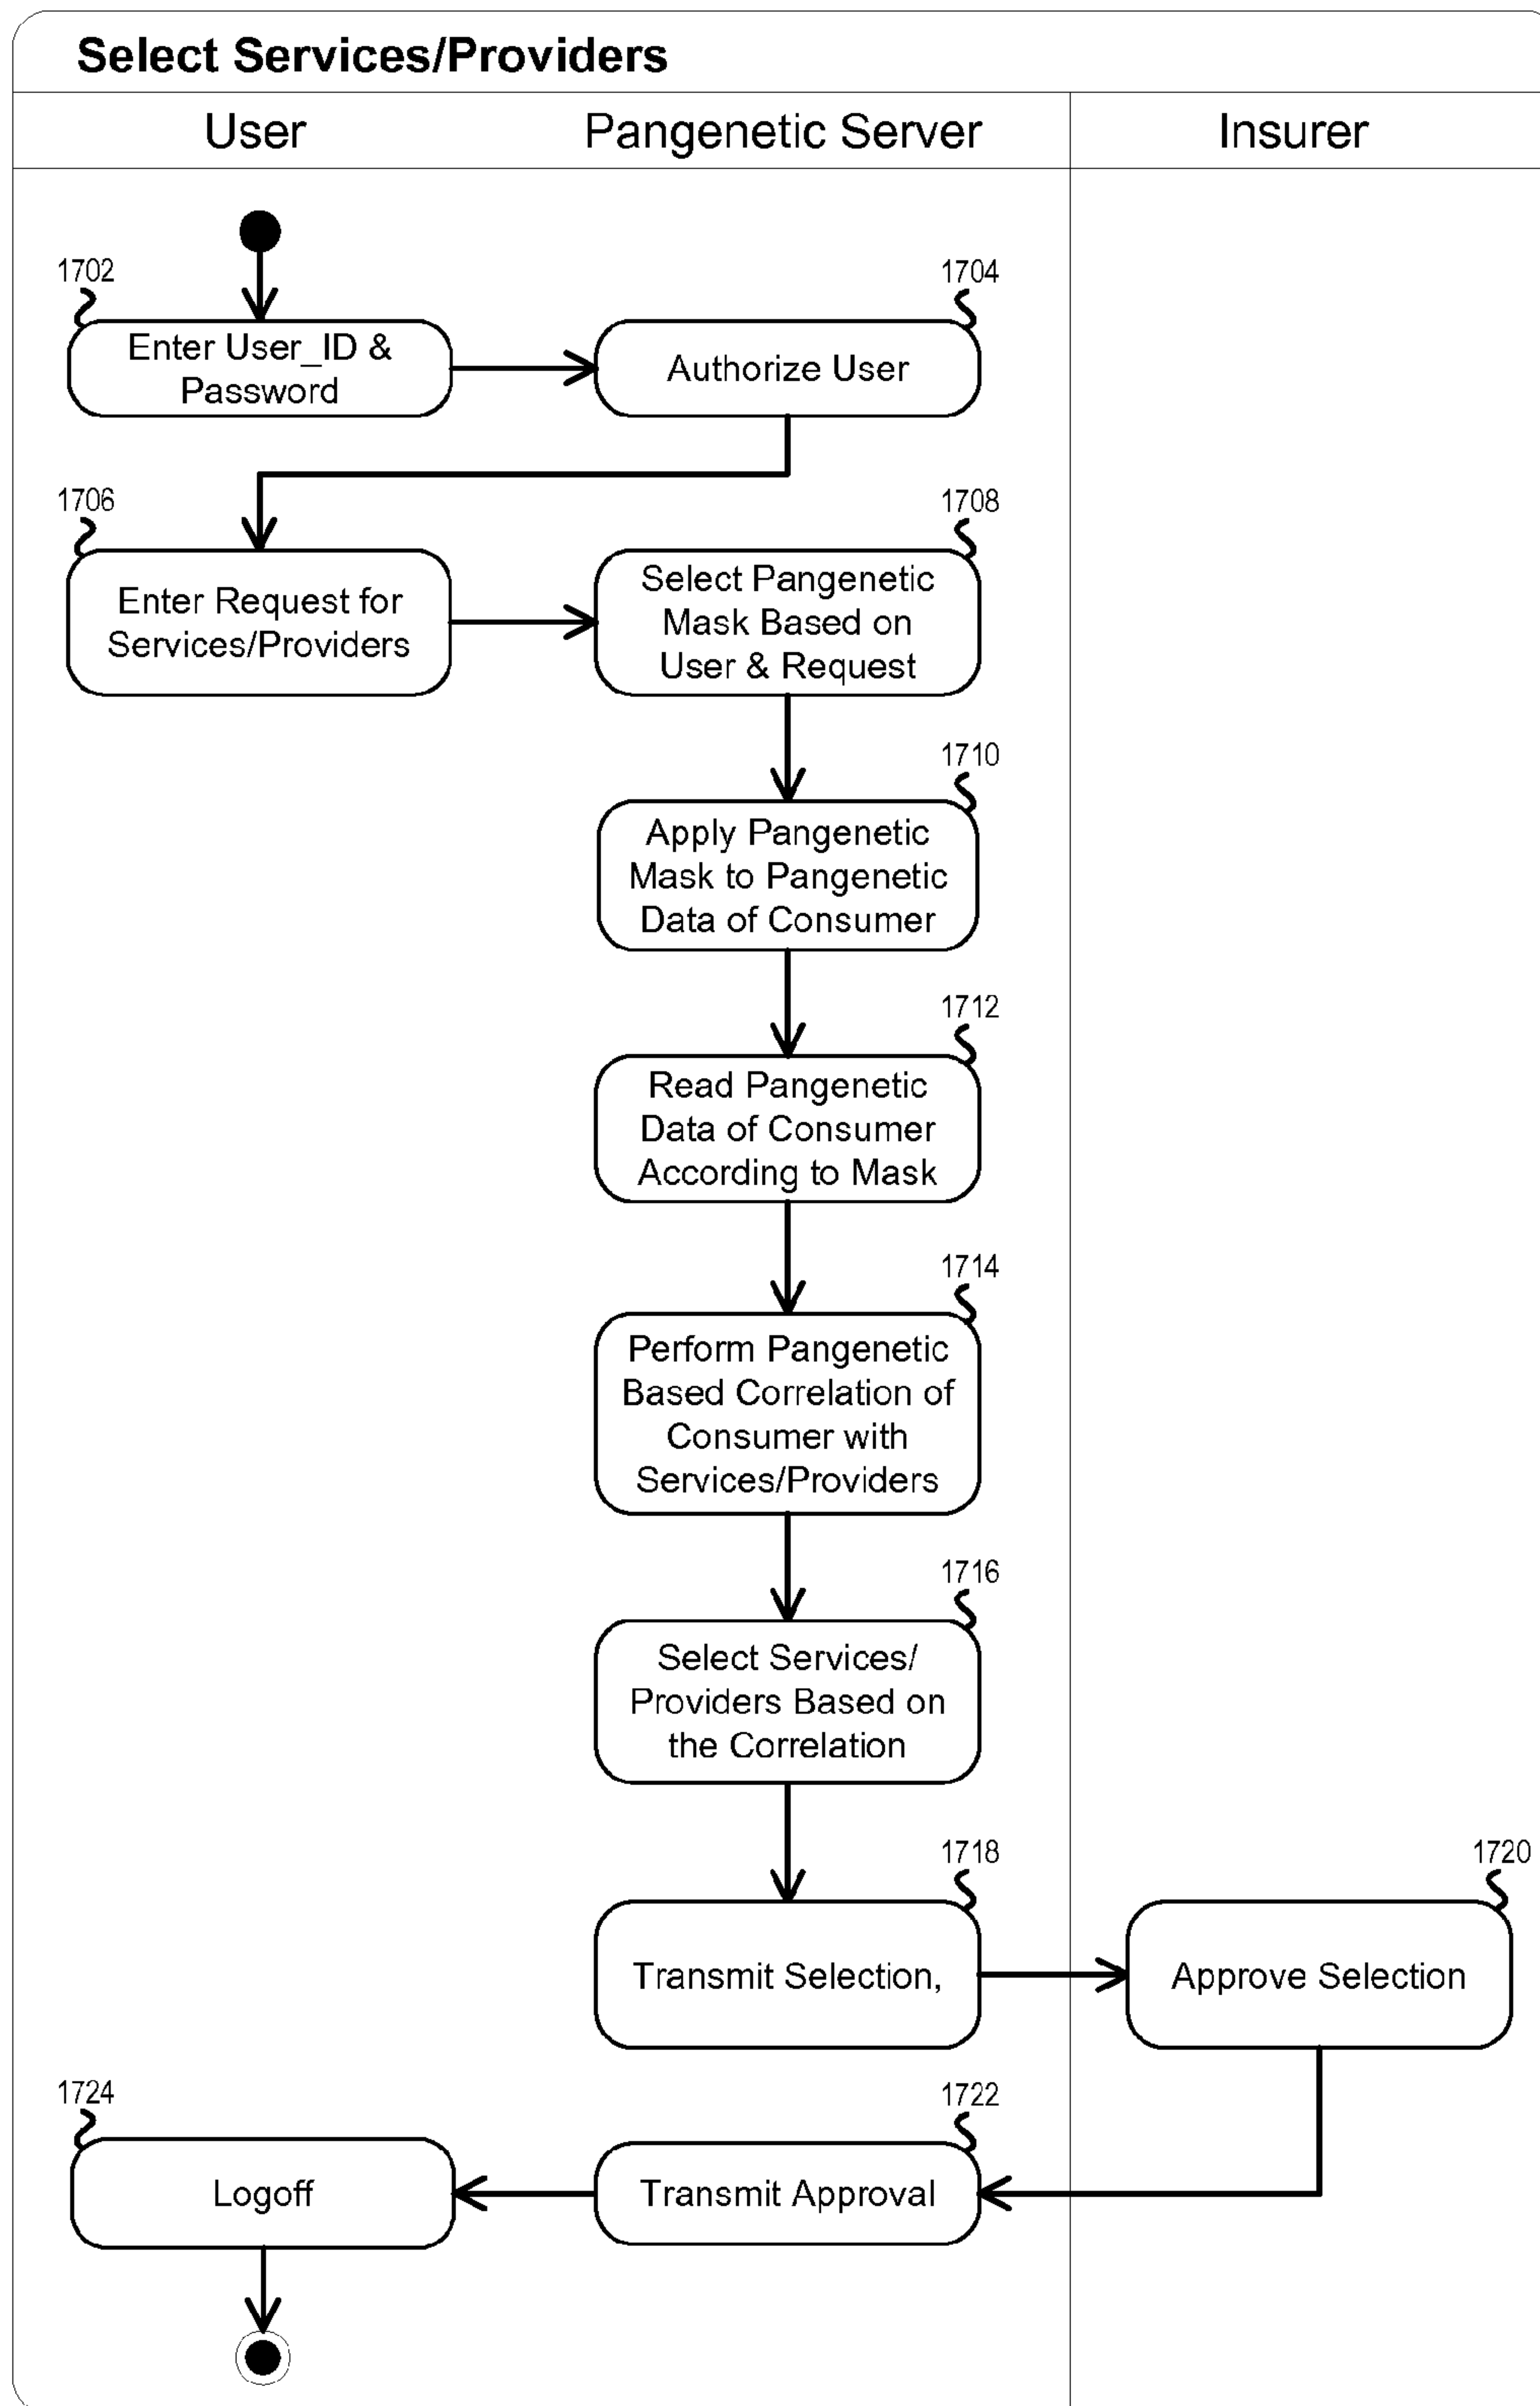 Select Services/Providers
User
Pangenetic Server
Insurer
1702
1704
Enter User_ID &
Password
Authorize User
1706
1708
Enter Request for
Services/Providers
Select Pangenetic
Mask Based on
User & Request
1710
Apply Pangenetic
Mask to Pangenetic
Data of Consumer
1712
Read Pangenetic
Data of Consumer
According to Mask
1714
Perform Pangenetic
Based Correlation of
Consumer with
Services/Providers
1716
Select Services/
Providers Based on
the Correlation
1718
1720
Transmit Selection,
Approve Selection
1724
1722
Logoff
Transmit Approval